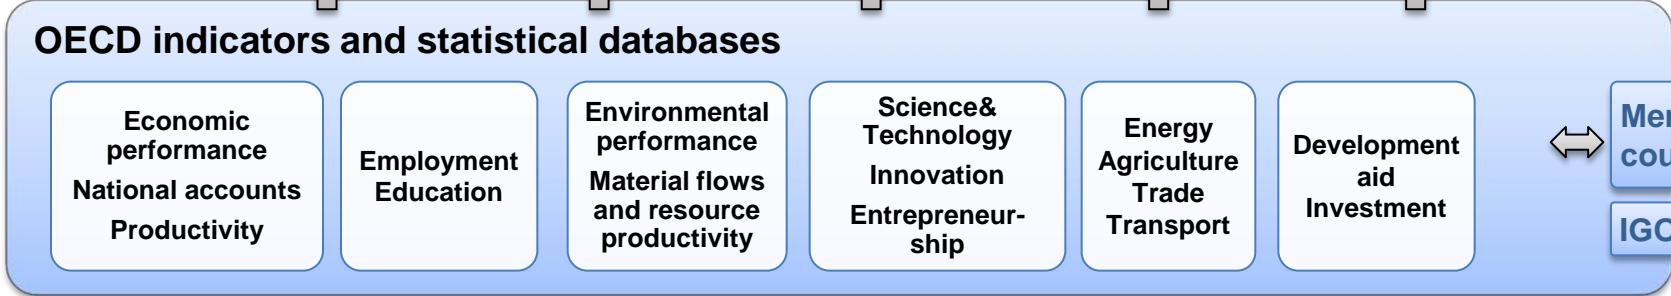 OECD indicators and statistical databases
Economic
performance
National accounts
Productivity
Employment
Education
Environmental
performance
Material flows
and resource
productivity
Science&
Technology
Innovation
Entrepreneur-
ship
Energy
Agriculture
Trade
Transport
Development
aid
Investment